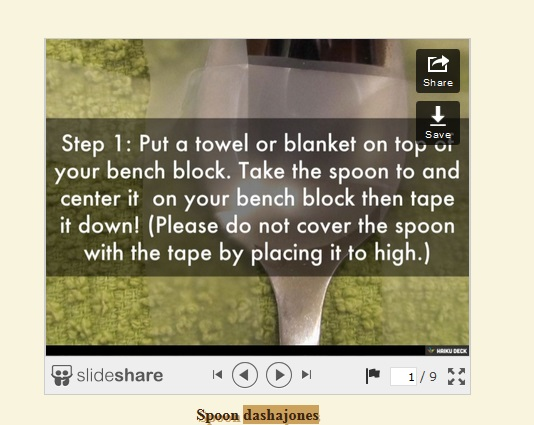 Share
Save
Step 1: Put a towel or blanket on top of
your bench block. Take the spoon to and
center it on your bench block then tape
it down! (Please do not cover the spoon
with the tape by placing it to high.)
HAIKU DECK
slideshare
1 / 9
Spoon dashajones